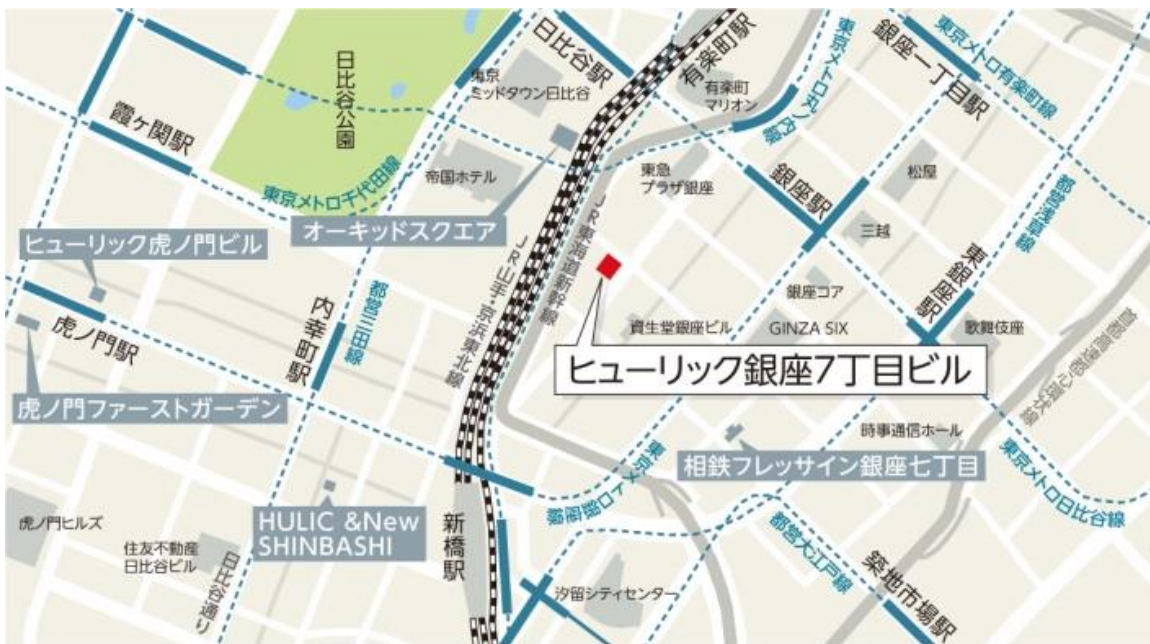 日比谷公園
日比谷駅
東京
ミッドタウン日比谷
有楽町駅
有楽町
マリオン
東京メトロ丸ノ内線
銀座一丁目駅
東京メトロ有楽町線
霞ヶ関駅
東京メトロ千代田線
帝国ホテル
オーキッドスクエア
東急
プラザ銀座
銀座駅
松屋
三越
都営浅草線
東銀座駅
ヒューリック虎ノ門ビル
虎ノ門駅
内幸町駅
都営三田線
JR山手・京浜東北線
JR東海道新幹線
資生堂銀座ビル
銀座コア
GINZA SIX
歌舞伎座
首都高速都心環状線
ヒューリック銀座7丁目ビル
虎ノ門ファーストガーデン
時事通信ホール
相鉄フレッサイン銀座七丁目
東京メトロ日比谷線
東京メトロ銀座線
都営大江戸線
築地市場駅
虎ノ門ヒルズ
住友不動産
日比谷ビル
日比谷通り
HULIC &New
SHINBASHI
新橋駅
汐留シティセンター